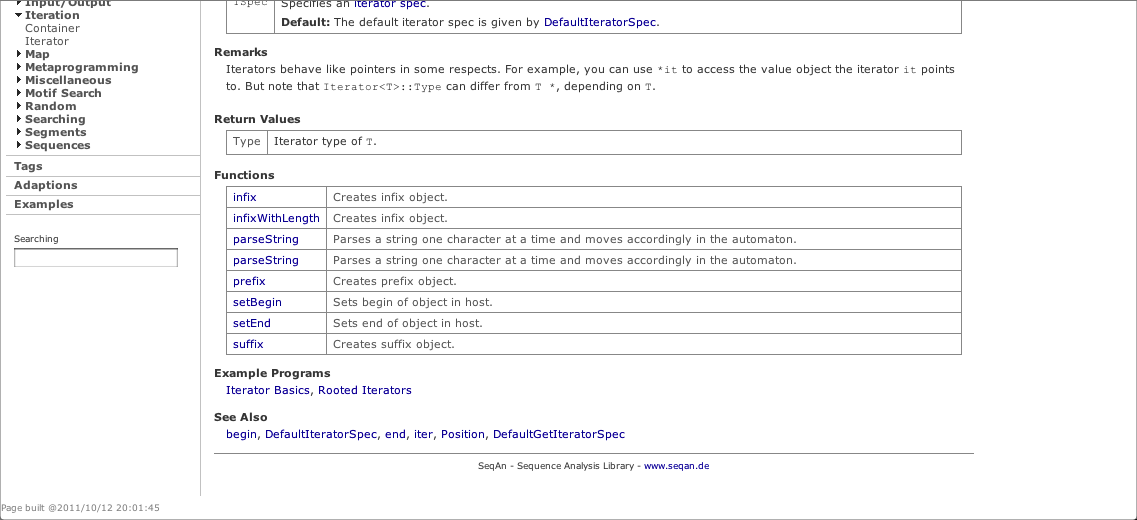 Input/Output
Iteration
Container
Iterator
Map
Metaprogramming
Miscellaneous
Motif Search
Random
Searching
Segments
Sequences
Tags
Adaptions
Examples
Searching
TSpec Specifies an iterator spec.
Default: The default iterator spec is given by DefaultIteratorSpec.
Remarks
Iterators behave like pointers in some respects. For example, you can use *it to access the value object the iterator it points
to. But note that Iterator<T>::Type can differ from T *, depending on T.
Return Values
Type Iterator type of T.
Functions
infix Creates infix object.
infixWithLength Creates infix object.
parseString Parses a string one character at a time and moves accordingly in the automaton.
parseString Parses a string one character at a time and moves accordingly in the automaton.
prefix Creates prefix object.
setBegin Sets begin of object in host.
setEnd Sets end of object in host.
suffix Creates suffix object.
Example Programs
Iterator Basics, Rooted Iterators
See Also
begin, DefaultIteratorSpec, end, iter, Position, DefaultGetIteratorSpec
SeqAn - Sequence Analysis Library - www.seqan.de
Page built @2011/10/12 20:01:45